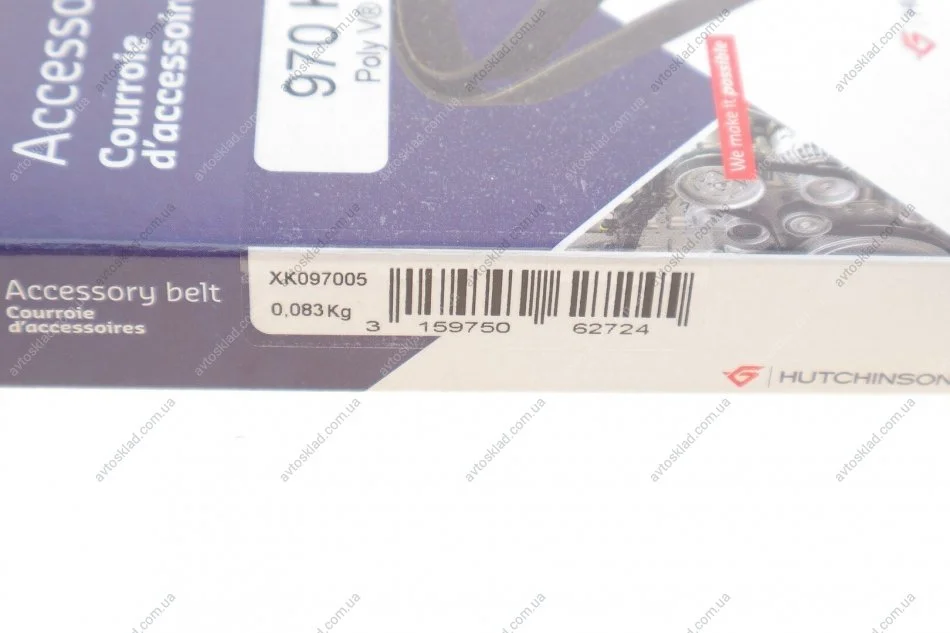 Accesso
Courroie
d'accessoir
970
Poly V®
We make it possible
Accessory belt
Courroie
d'accessoires
XK097005
0,083 Kg
3 159750 62724
HUTCHINSON
avtosklad.com.ua